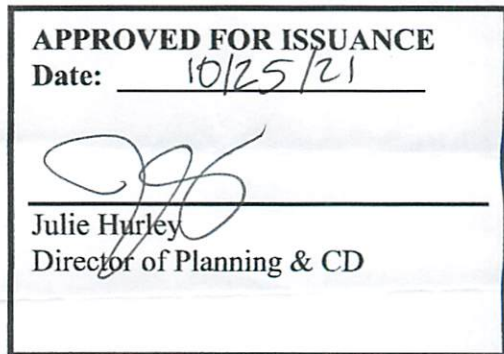 APPROVED FOR ISSUANCE
Date: 10/25/21
Julie Hurley
Director of Planning & CD